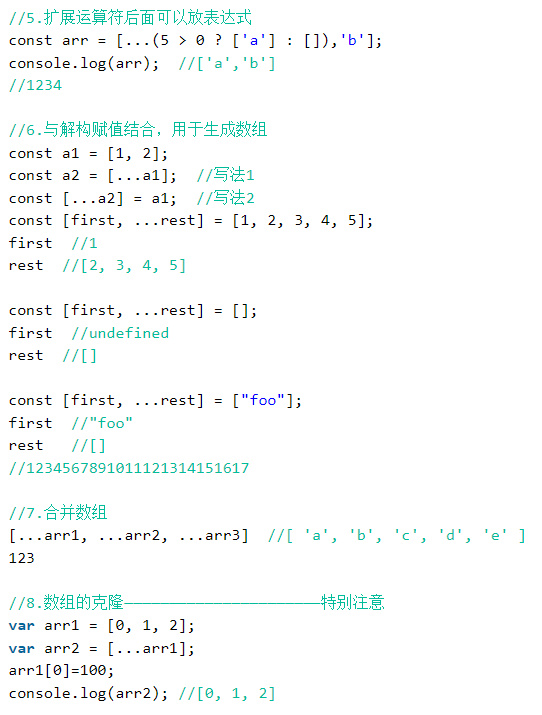 //5.扩展运算符后面可以放表达式
const arr = [...(5 > 0 ? ['a'] : []),'b'];
console.log(arr);  //['a','b']
//1234
//6.与解构赋值结合，用于生成数组
const a1 = [1, 2];
const a2 = [...a1];  //写法1
const [...a2] = a1;  //写法2
const [first, ...rest] = [1, 2, 3, 4, 5];
first  //1
rest  //[2, 3, 4, 5]
const [first, ...rest] = [];
first  //undefined
rest  //[]
const [first, ...rest] = ["foo"];
first  //"foo"
rest   //[]
//1234567891011121314151617
//7.合并数组
[...arr1, ...arr2, ...arr3]  //[ 'a', 'b', 'c', 'd', 'e' ]
123
//8.数组的克隆——————————————————————特别注意
var arr1 = [0, 1, 2];
var arr2 = [...arr1];
arr1[0]=100;
console.log(arr2); //[0, 1, 2]